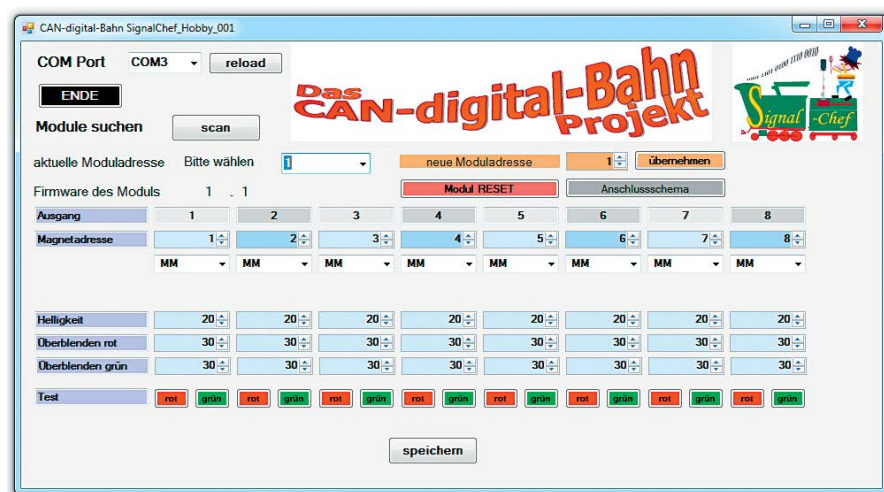 CAN-digital-Bahn SignalChef_Hobby_001
COM Port COM3 reload
ENDE
Das
CAN-digital-Bahn
Projekt
Signal -Chef
Module suchen scan
aktuelle Moduladresse Bitte wählen 1 neue Moduladresse 1 übernehmen
Firmware des Moduls 1 . 1 Modul RESET Anschlussschema
Ausgang 1 2 3 4 5 6 7 8
Magnetadresse 1 2 3 4 5 6 7 8
MM MM MM MM MM MM MM MM
Helligkeit 20 20 20 20 20 20 20 20
Überblenden rot 30 30 30 30 30 30 30 30
Überblenden grün 30 30 30 30 30 30 30 30
Test rot grün rot grün rot grün rot grün rot grün rot grün rot grün rot grün
speichern